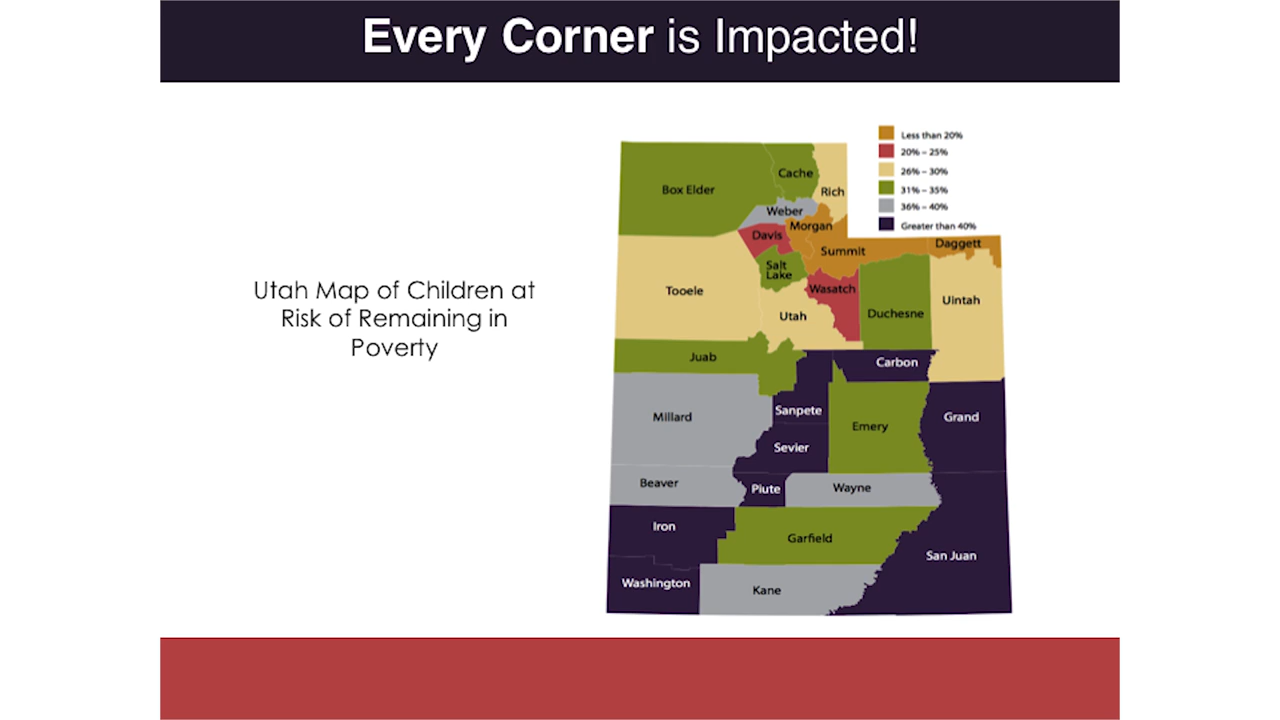 Every Corner is Impacted!
Utah Map of Children at
Risk of Remaining in
Poverty
Less than 20%
20% – 25%
26% – 30%
31% – 35%
36% – 40%
Greater than 40%
Box Elder
Cache
Rich
Weber
Morgan
Davis
Summit
Daggett
Salt
Lake
Tooele
Wasatch
Uintah
Utah
Duchesne
Juab
Carbon
Millard
Sanpete
Emery
Grand
Sevier
Beaver
Piute
Wayne
Iron
Garfield
San Juan
Washington
Kane